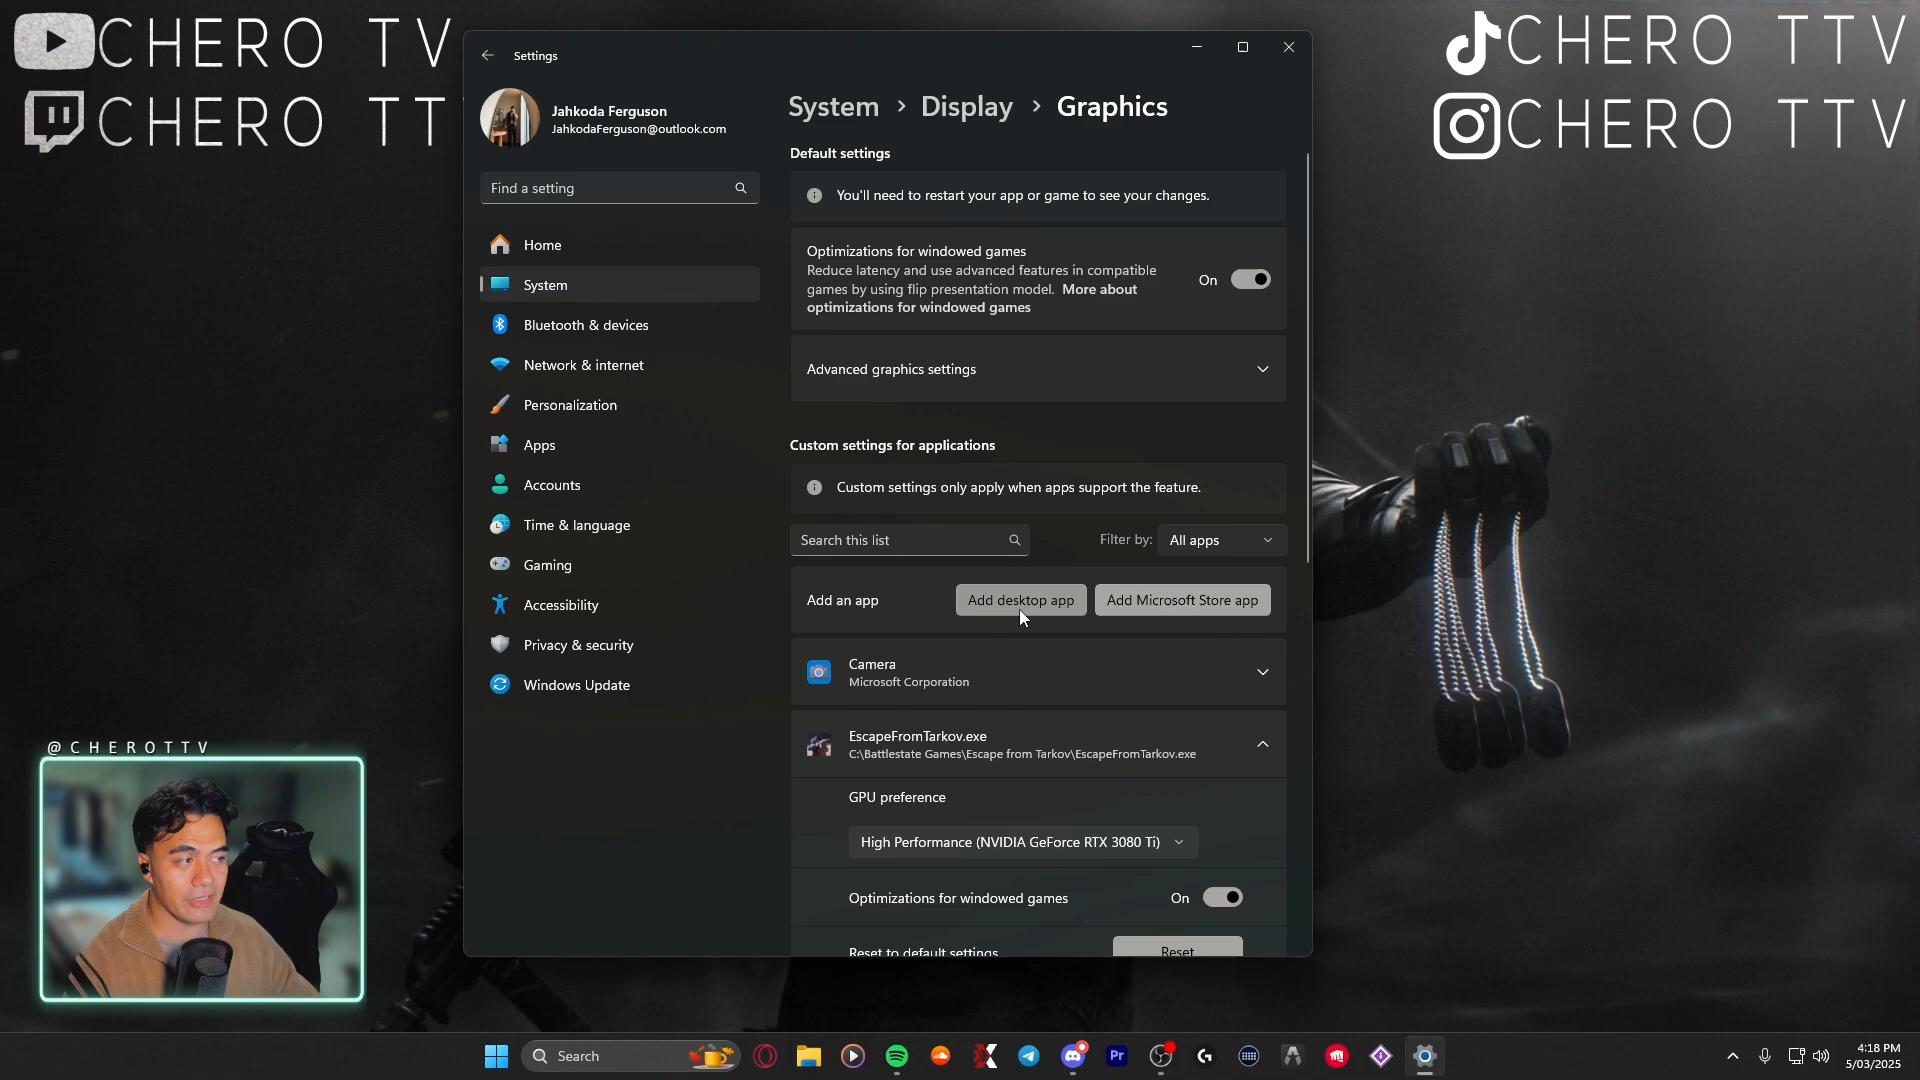 CHERO TV
CHERO TT
CHERO TTV
CHERO TTV
Settings
Jahkoda Ferguson
JahkodaFerguson@outlook.com
Find a setting
Home
System
Bluetooth & devices
Network & internet
Personalization
Apps
Accounts
Time & language
Gaming
Accessibility
Privacy & security
Windows Update
System > Display > Graphics
Default settings
You'll need to restart your app or game to see your changes.
Optimizations for windowed games
Reduce latency and use advanced features in compatible
games by using flip presentation model. More about
optimizations for windowed games
On
Advanced graphics settings
Custom settings for applications
Custom settings only apply when apps support the feature.
Search this list
Filter by: All apps
Add an app
Add desktop app
Add Microsoft Store app
Camera
Microsoft Corporation
EscapeFromTarkov.exe
C:\Battlestate Games\Escape from Tarkov\EscapeFromTarkov.exe
GPU preference
High Performance (NVIDIA GeForce RTX 3080 Ti)
Optimizations for windowed games
On
Reset to default settings
Reset
@CHEROTTV
Search
Pr
4:18 PM
5/03/2025